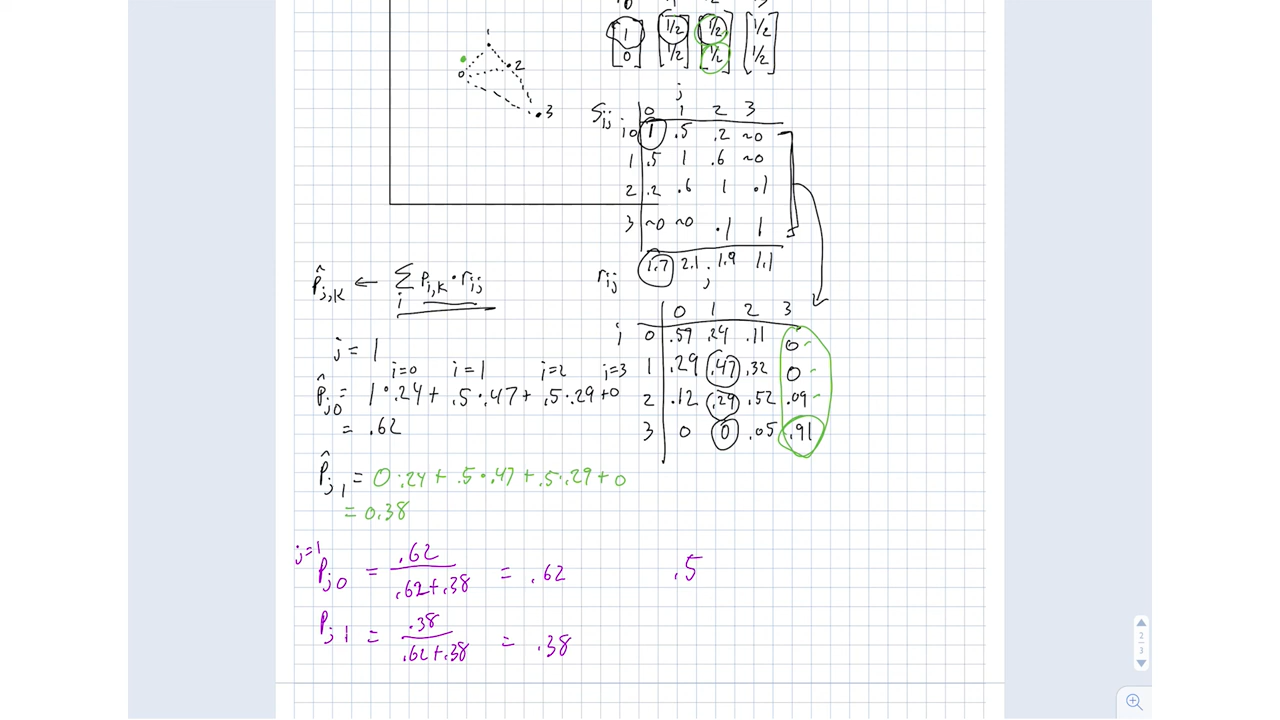 1
0
2
3
[1 0] [1/2 1/2] [1/2 1/2] [1/2 1/2]
j
Sij 0 1 2 3
i 0 1 .5 .2 ~0
1 .5 1 .6 ~0
2 .2 .6 1 .1
3 ~0 ~0 .1 1
1.7 2.1 1.9 1.1
rij
j
0 1 2 3
i 0 .59 .24 .11 0
1 .29 .47 .32 0
2 .12 .29 .52 .09
3 0 0 .05 .91
P̂j,k ← Σi Pi,k · rij
j = 1
i=0 i=1 i=2 i=3
P̂j0 = 1 · .24 + .5 · .47 + .5 · .29 + 0
= .62
P̂j1 = 0 · .24 + .5 · .47 + .5 · .29 + 0
= 0.38
j=1
Pj0 = .62 / .62+.38 = .62
.5
Pj1 = .38 / .62+.38 = .38
2
3